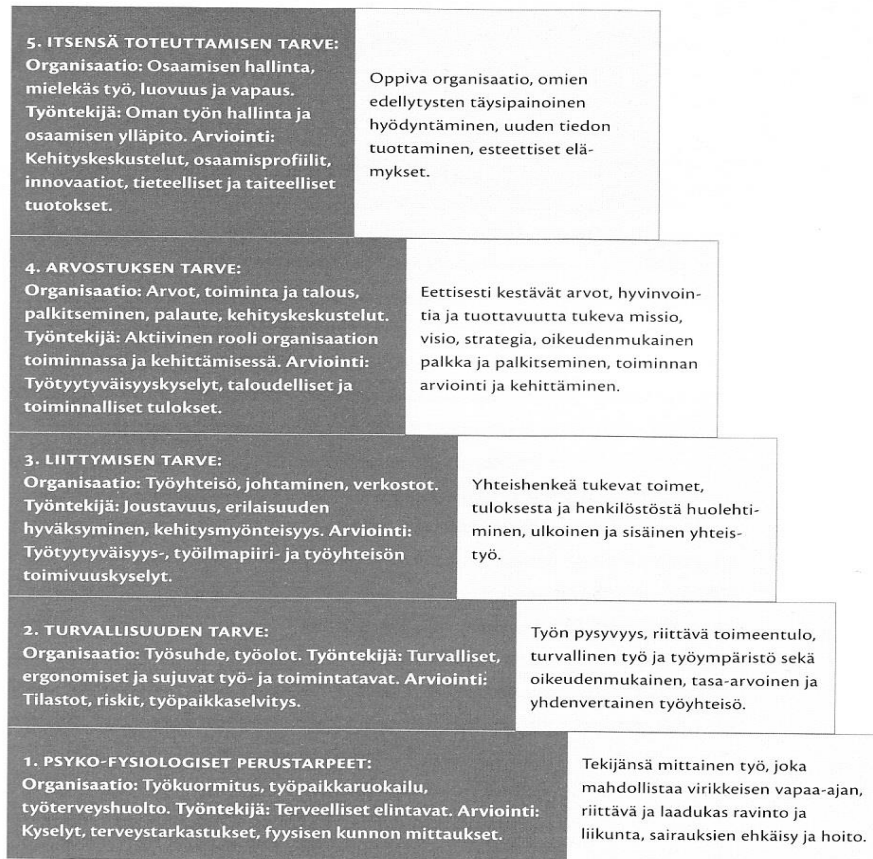 5. ITSENSÄ TOTEUTTAMISEN TARVE:
Organisaatio: Osaamisen hallinta,
mielekäs työ, luovuus ja vapaus.
Työntekijä: Oman työn hallinta ja
osaamisen ylläpito. Arviointi:
Kehityskeskustelut, osaamisprofiilit,
innovaatiot, tieteelliset ja taiteelliset
tuotokset.
Oppiva organisaatio, omien
edellytysten täysipainoinen
hyödyntäminen, uuden tiedon
tuottaminen, esteettiset elä-
mykset.
4. ARVOSTUKSEN TARVE:
Organisaatio: Arvot, toiminta ja talous,
palkitseminen, palaute, kehityskeskustelut.
Työntekijä: Aktiivinen rooli organisaation
toiminnassa ja kehittämisessä. Arviointi:
Työtyytyväisyyskyselyt, taloudelliset ja
toiminnalliset tulokset.
Eettisesti kestävät arvot, hyvinvoin-
tia ja tuottavuutta tukeva missio,
visio, strategia, oikeudenmukainen
palkka ja palkitseminen, toiminnan
arviointi ja kehittäminen.
3. LIITTYMISEN TARVE:
Organisaatio: Työyhteisö, johtaminen, verkostot.
Työntekijä: Joustavuus, erilaisuuden
hyväksyminen, kehitysmyönteisyys. Arviointi:
Työtyytyväisyys-, työilmapiiri- ja työyhteisön
toimivuuskyselyt.
Yhteishenkeä tukevat toimet,
tuloksesta ja henkilöstöstä huolehti-
minen, ulkoinen ja sisäinen yhteis-
työ.
2. TURVALLISUUDEN TARVE:
Organisaatio: Työsuhde, työolot. Työntekijä: Turvalliset,
ergonomiset ja sujuvat työ- ja toimintatavat. Arviointi:
Tilastot, riskit, työpaikkaselvitys.
Työn pysyvyys, riittävä toimeentulo,
turvallinen työ ja työympäristö sekä
oikeudenmukainen, tasa-arvoinen ja
yhdenvertainen työyhteisö.
1. PSYKO-FYSIOLOGISET PERUSTARPEET:
Organisaatio: Työkuormitus, työpaikkaruokailu,
työterveyshuolto. Työntekijä: Terveelliset elintavat. Arviointi:
Kyselyt, terveystarkastukset, fyysisen kunnon mittaukset.
Tekijänsä mittainen työ, joka
mahdollistaa virikkeisen vapaa-ajan,
riittävä ja laadukas ravinto ja
liikunta, sairauksien ehkäisy ja hoito.